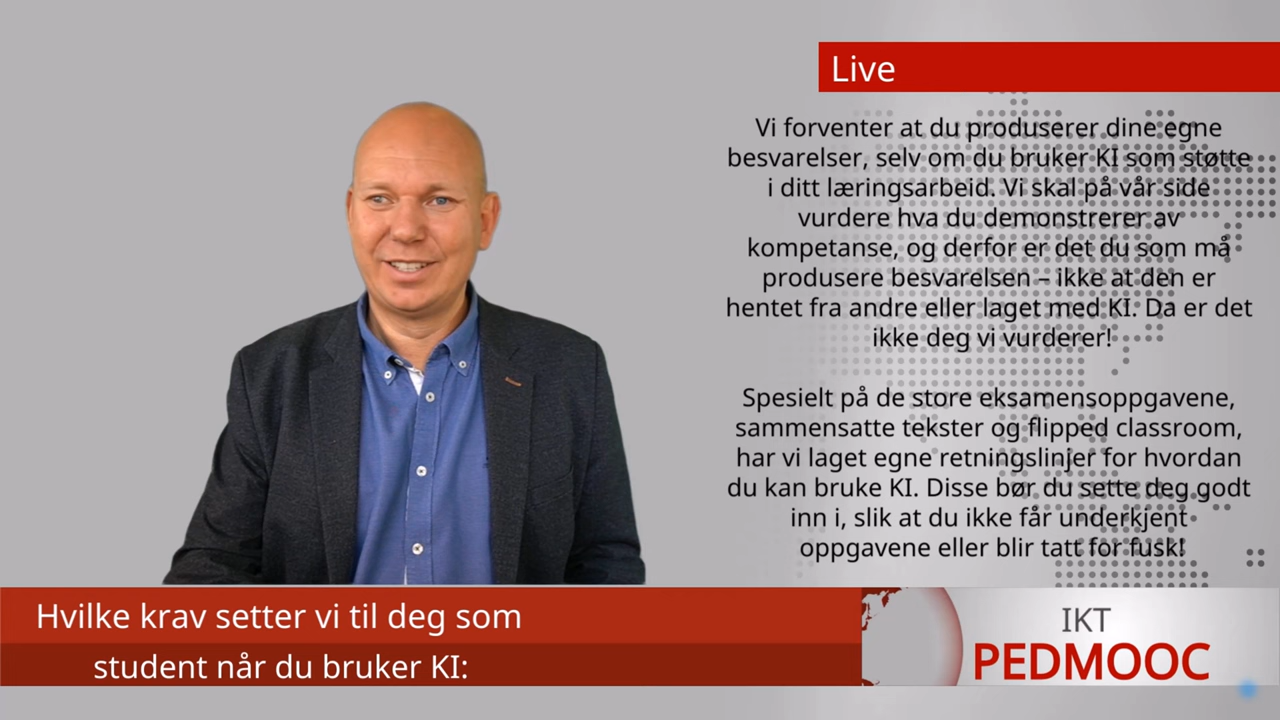 Live
Vi forventer at du produserer dine egne
besvarelser, selv om du bruker KI som støtte
i ditt læringsarbeid. Vi skal på vår side
vurdere hva du demonstrerer av
kompetanse, og derfor er det du som må
produsere besvarelsen – ikke at den er
hentet fra andre eller laget med KI. Da er det
ikke deg vi vurderer!
Spesielt på de store eksamensoppgavene,
sammensatte tekster og flipped classroom,
har vi laget egne retningslinjer for hvordan
du kan bruke KI. Disse bør du sette deg godt
inn i, slik at du ikke får underkjent
oppgavene eller blir tatt for fusk!
Hvilke krav setter vi til deg som
student når du bruker KI:
IKT
PEDMOOC